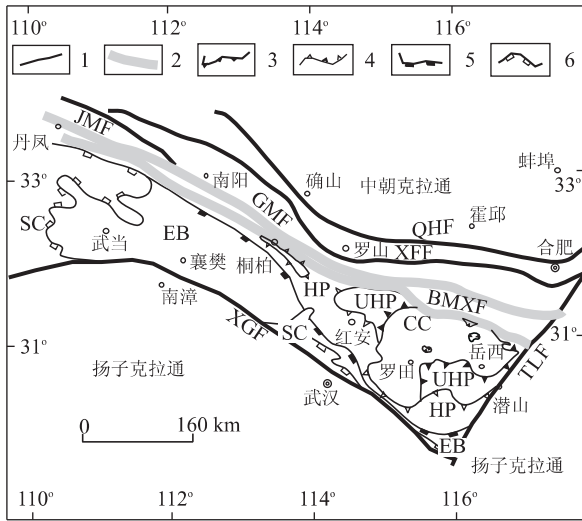 110° 112° 114° 116°
1 2 3 4 5 6
JMF
丹凤
蚌埠
33° 南阳 确山 中朝克拉通 33°
GMF 霍邱
SC QHF
武当 EB 罗山 XFF 合肥
襄樊 桐柏
HP BMXF
南漳 UHP
XGF SC CC
31° 红安 岳西 31°
罗田 TLF
扬子克拉通 UHP
武汉 潜山
HP
0 160 km EB
扬子克拉通
110° 112° 114° 116°